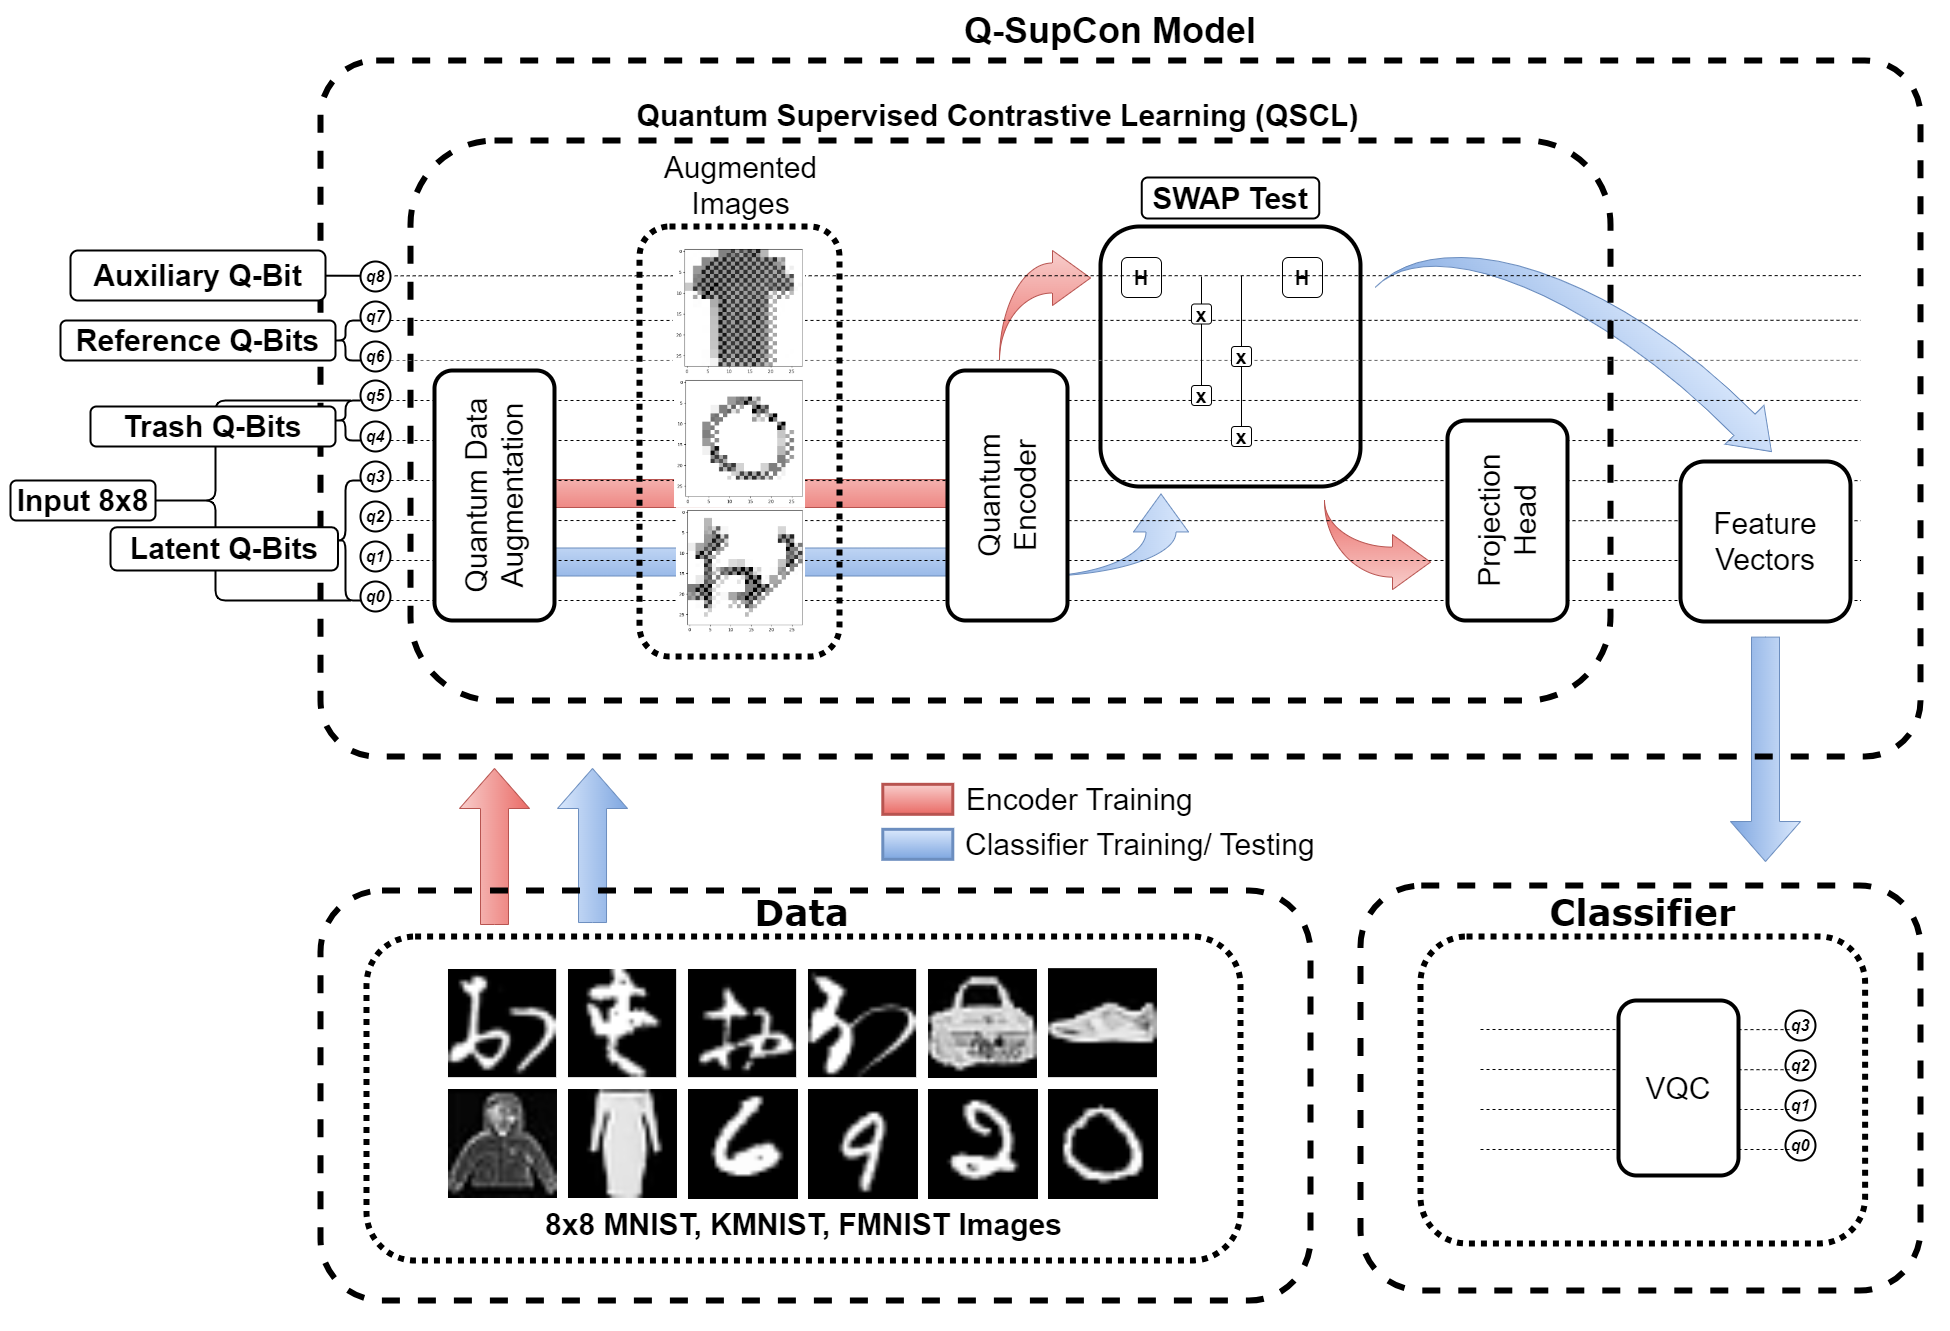 Q-SupCon Model
Quantum Supervised Contrastive Learning (QSCL)
Augmented
Images
SWAP Test
Auxiliary Q-Bit
q8
H
H
Reference Q-Bits
q7
q6
x
x
x
x
Trash Q-Bits
q5
q4
Input 8x8
Latent Q-Bits
q3
q2
q1
q0
Quantum Data
Augmentation
Quantum
Encoder
Projection
Head
Feature
Vectors
Encoder Training
Classifier Training/ Testing
Data
8x8 MNIST, KMNIST, FMNIST Images
Classifier
VQC
q3
q2
q1
q0